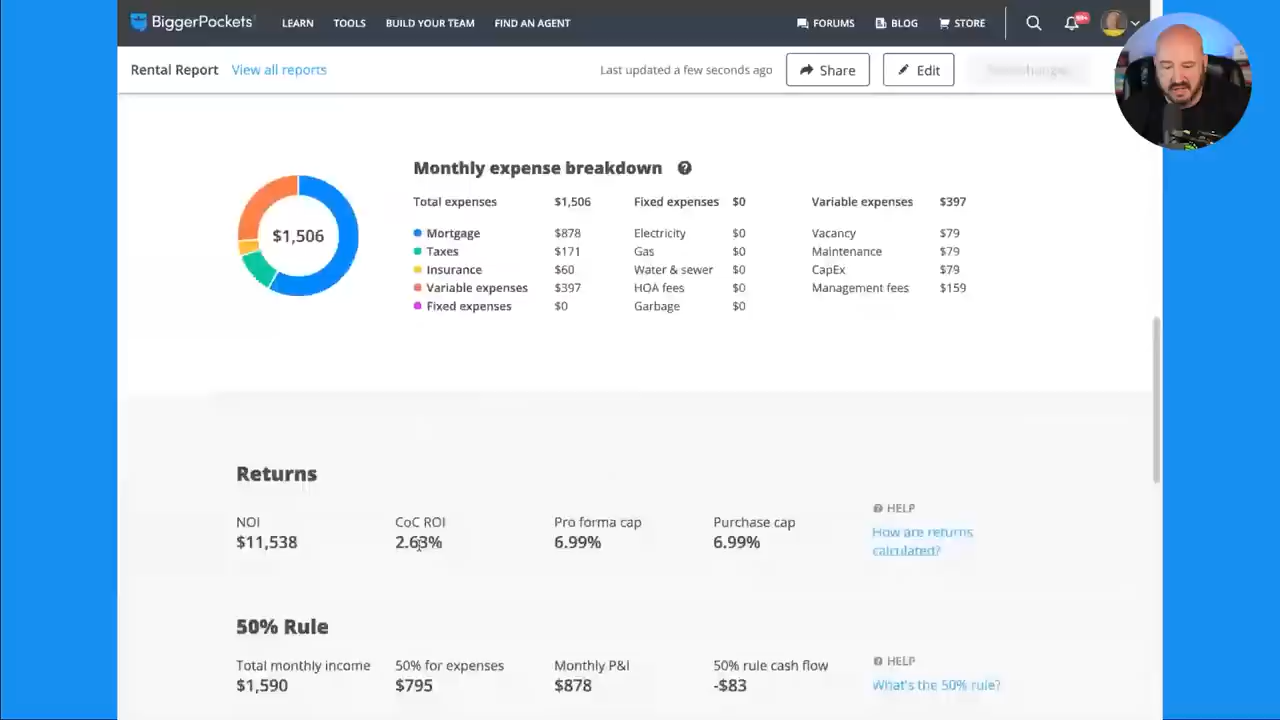 BiggerPockets LEARN TOOLS BUILD YOUR TEAM FIND AN AGENT FORUMS BLOG STORE 99+
Rental Report View all reports Last updated a few seconds ago Share Edit
Monthly expense breakdown ?
Total expenses $1,506 Fixed expenses $0 Variable expenses $397
$1,506
Mortgage $878 Electricity $0 Vacancy $79
Taxes $171 Gas $0 Maintenance $79
Insurance $60 Water & sewer $0 CapEx $79
Variable expenses $397 HOA fees $0 Management fees $159
Fixed expenses $0 Garbage $0
Returns
NOI CoC ROI Pro forma cap Purchase cap
$11,538 2.63% 6.99% 6.99%
HELP
How are returns
calculated?
50% Rule
Total monthly income 50% for expenses Monthly P&I 50% rule cash flow
$1,590 $795 $878 -$83
HELP
What's the 50% rule?